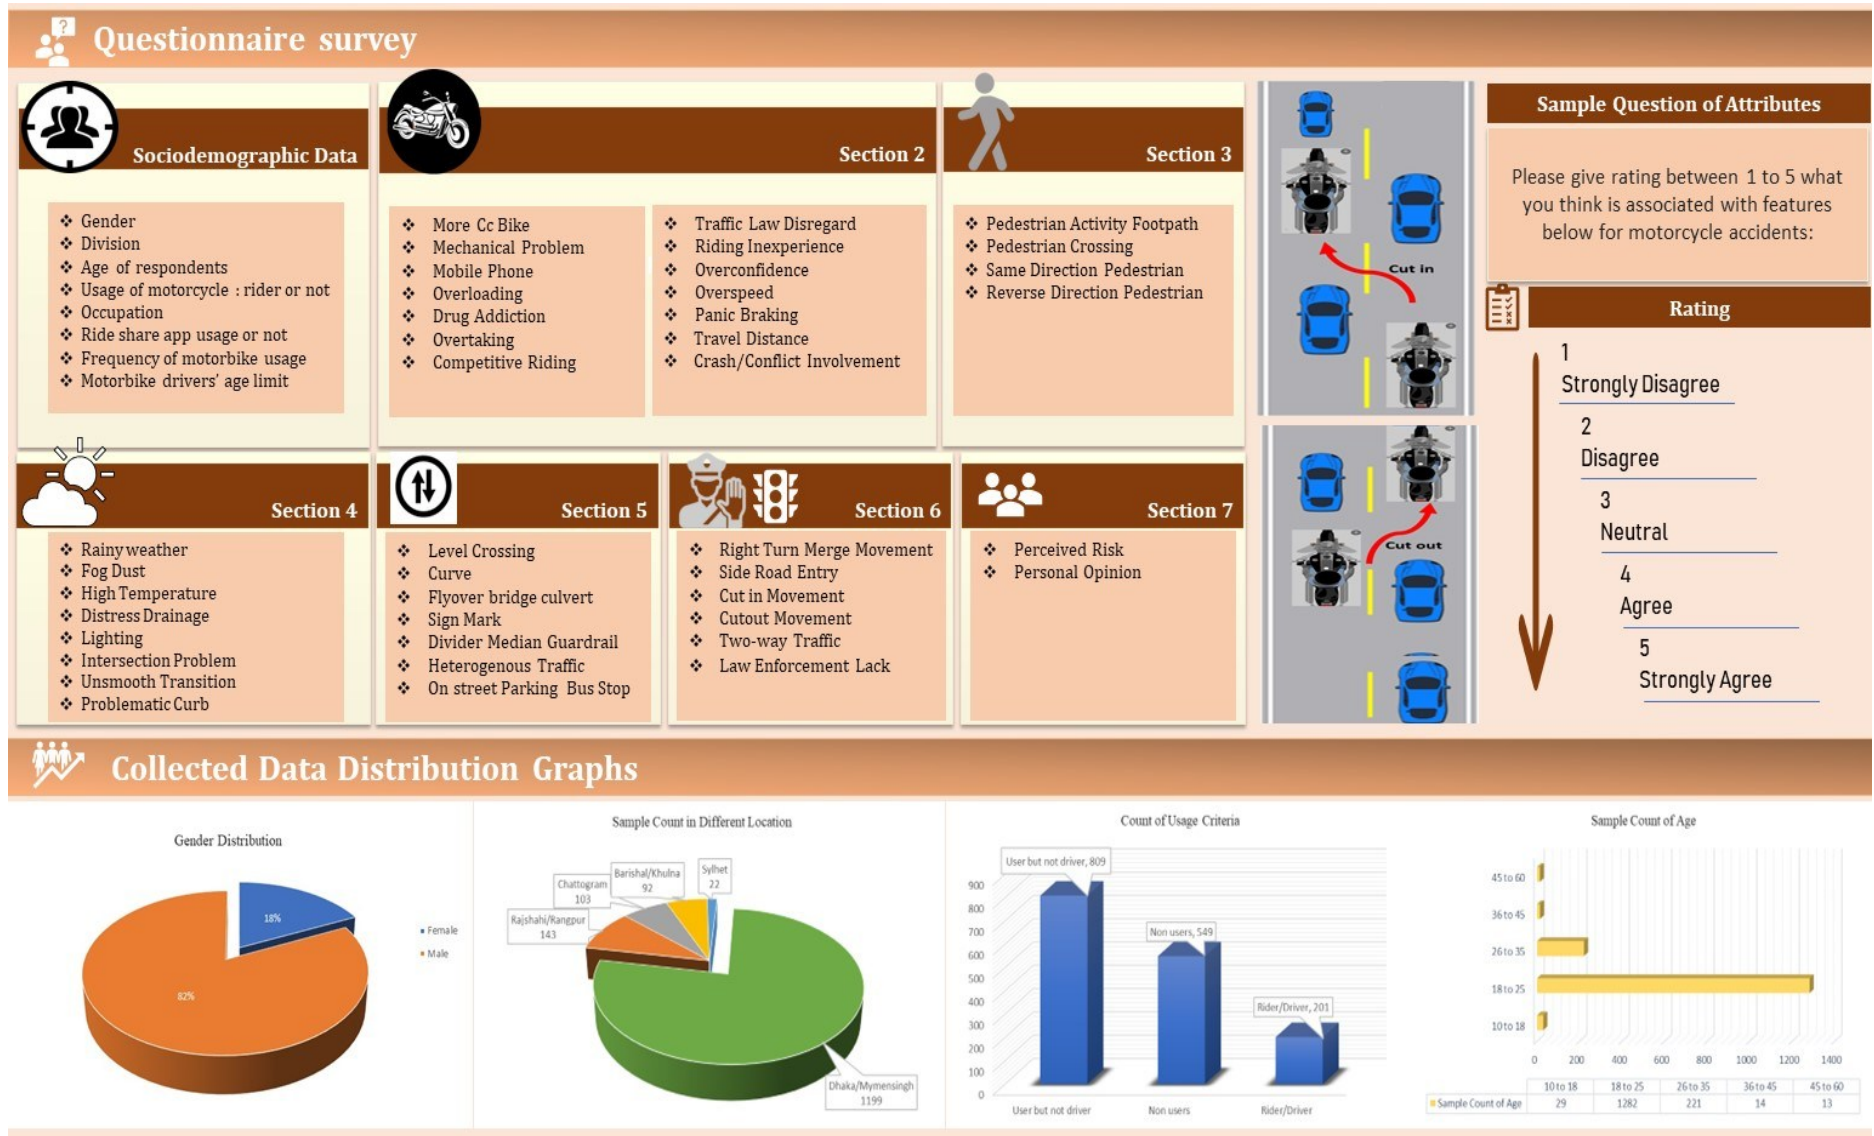 Questionnaire survey
Sociodemographic Data
❖ Gender
❖ Division
❖ Age of respondents
❖ Usage of motorcycle : rider or not
❖ Occupation
❖ Ride share app usage or not
❖ Frequency of motorbike usage
❖ Motorbike drivers' age limit
Section 2
❖ More Cc Bike
❖ Mechanical Problem
❖ Mobile Phone
❖ Overloading
❖ Drug Addiction
❖ Overtaking
❖ Competitive Riding
❖ Traffic Law Disregard
❖ Riding Inexperience
❖ Overconfidence
❖ Overspeed
❖ Panic Braking
❖ Travel Distance
❖ Crash/Conflict Involvement
Section 3
❖ Pedestrian Activity Footpath
❖ Pedestrian Crossing
❖ Same Direction Pedestrian
❖ Reverse Direction Pedestrian
Cut in
Sample Question of Attributes
Please give rating between 1 to 5 what
you think is associated with features
below for motorcycle accidents:
Rating
1
Strongly Disagree
2
Disagree
3
Neutral
4
Agree
5
Strongly Agree
Section 4
❖ Rainy weather
❖ Fog Dust
❖ High Temperature
❖ Distress Drainage
❖ Lighting
❖ Intersection Problem
❖ Unsmooth Transition
❖ Problematic Curb
Section 5
❖ Level Crossing
❖ Curve
❖ Flyover bridge culvert
❖ Sign Mark
❖ Divider Median Guardrail
❖ Heterogenous Traffic
❖ On street Parking Bus Stop
Section 6
❖ Right Turn Merge Movement
❖ Side Road Entry
❖ Cut in Movement
❖ Cutout Movement
❖ Two-way Traffic
❖ Law Enforcement Lack
Section 7
❖ Perceived Risk
❖ Personal Opinion
Cut out
Collected Data Distribution Graphs
Gender Distribution
18%
82%
Female
Male
Sample Count in Different Location
Sylhet
22
Barishal/Khulna
92
Chattogram
103
Rajshahi/Rangpur
143
Dhaka/Mymensingh
1199
Count of Usage Criteria
User but not driver, 809
Non users, 549
Rider/Driver, 201
900
800
700
600
500
400
300
200
100
0
User but not driver Non users Rider/Driver
Sample Count of Age
45 to 60
36 to 45
26 to 35
18 to 25
10 to 18
0 200 400 600 800 1000 1200 1400
10 to 18 18 to 25 26 to 35 36 to 45 45 to 60
Sample Count of Age 29 1282 221 14 13